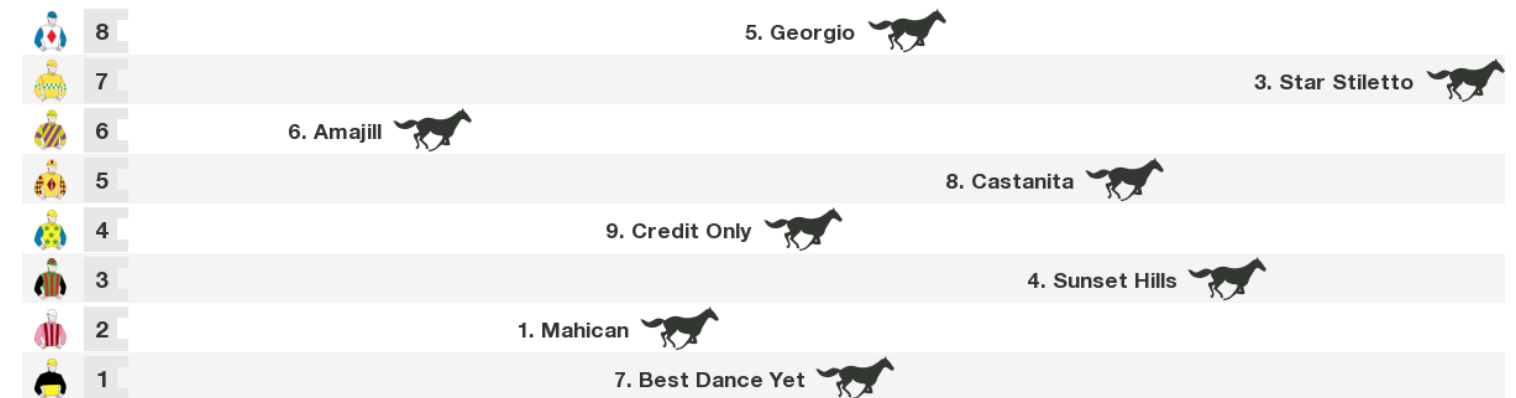 8 5. Georgio
7 3. Star Stiletto
6 6. Amajill
5 8. Castanita
4 9. Credit Only
3 4. Sunset Hills
2 1. Mahican
1 7. Best Dance Yet